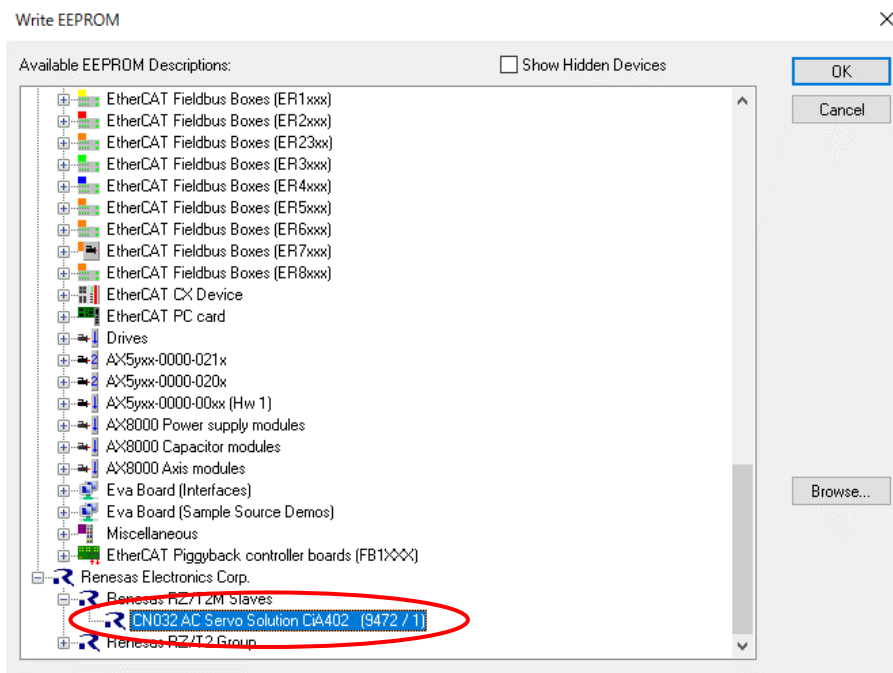 Write EEPROM
Available EEPROM Descriptions:
Show Hidden Devices
OK
Cancel
EtherCAT Fieldbus Boxes (ER1xxx)
EtherCAT Fieldbus Boxes (ER2xxx)
EtherCAT Fieldbus Boxes (ER23xx)
EtherCAT Fieldbus Boxes (ER3xxx)
EtherCAT Fieldbus Boxes (ER4xxx)
EtherCAT Fieldbus Boxes (ER5xxx)
EtherCAT Fieldbus Boxes (ER6xxx)
EtherCAT Fieldbus Boxes (ER7xxx)
EtherCAT Fieldbus Boxes (ER8xxx)
EtherCAT CX Device
EtherCAT PC card
Drives
AX5yxx-0000-021x
AX5yxx-0000-020x
AX5yxx-0000-00xx (Hw 1)
AX8000 Power supply modules
AX8000 Capacitor modules
AX8000 Axis modules
Eva Board (Interfaces)
Browse...
Eva Board (Sample Source Demos)
Miscellaneous
EtherCAT Piggyback controller boards (FB1XXX)
Renesas Electronics Corp.
Renesas RZ/T2M Slaves
CN032 AC Servo Solution CiA402 (9472 / 1)
Renesas RZ/T2 Group